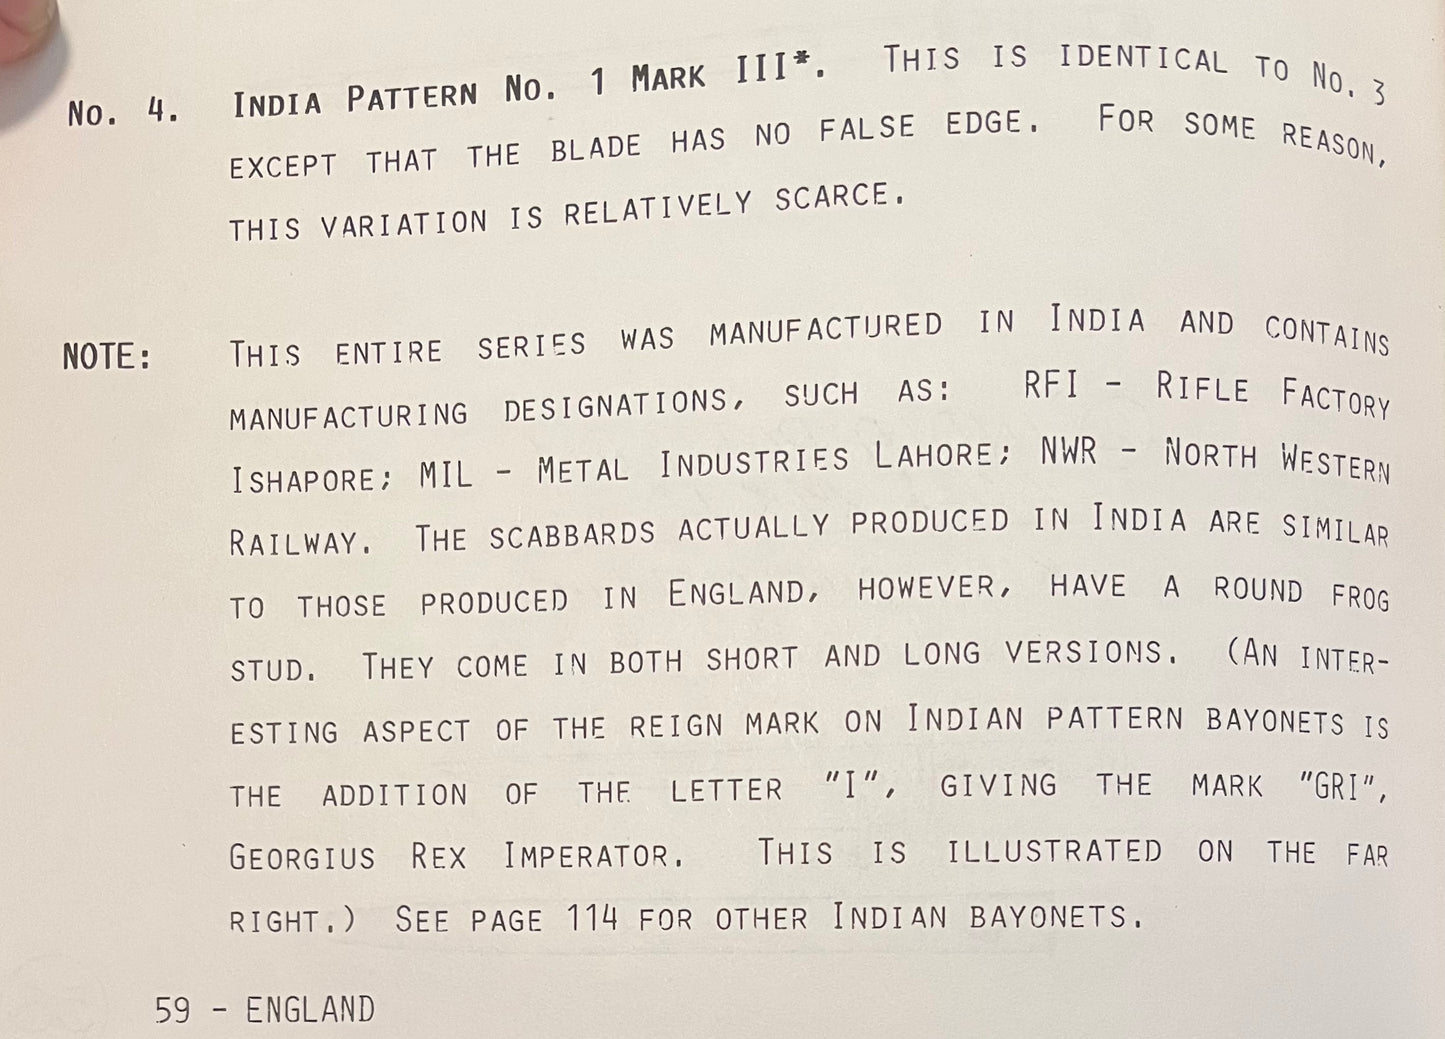 No. 4. India Pattern No. 1 Mark III*. This is identical to No. 3
except that the blade has no false edge. For some reason,
this variation is relatively scarce.
NOTE: This entire series was manufactured in India and contains
manufacturing designations, such as: RFI - Rifle Factory
Ishapore; MIL - Metal Industries Lahore; NWR - North Western
Railway. The scabbards actually produced in India are similar
to those produced in England, however, have a round frog
stud. They come in both short and long versions. (An inter-
esting aspect of the reign mark on Indian pattern bayonets is
the addition of the letter "I", giving the mark "GRI",
Georgius Rex Imperator. This is illustrated on the far
right.) See page 114 for other Indian bayonets.
59 - ENGLAND